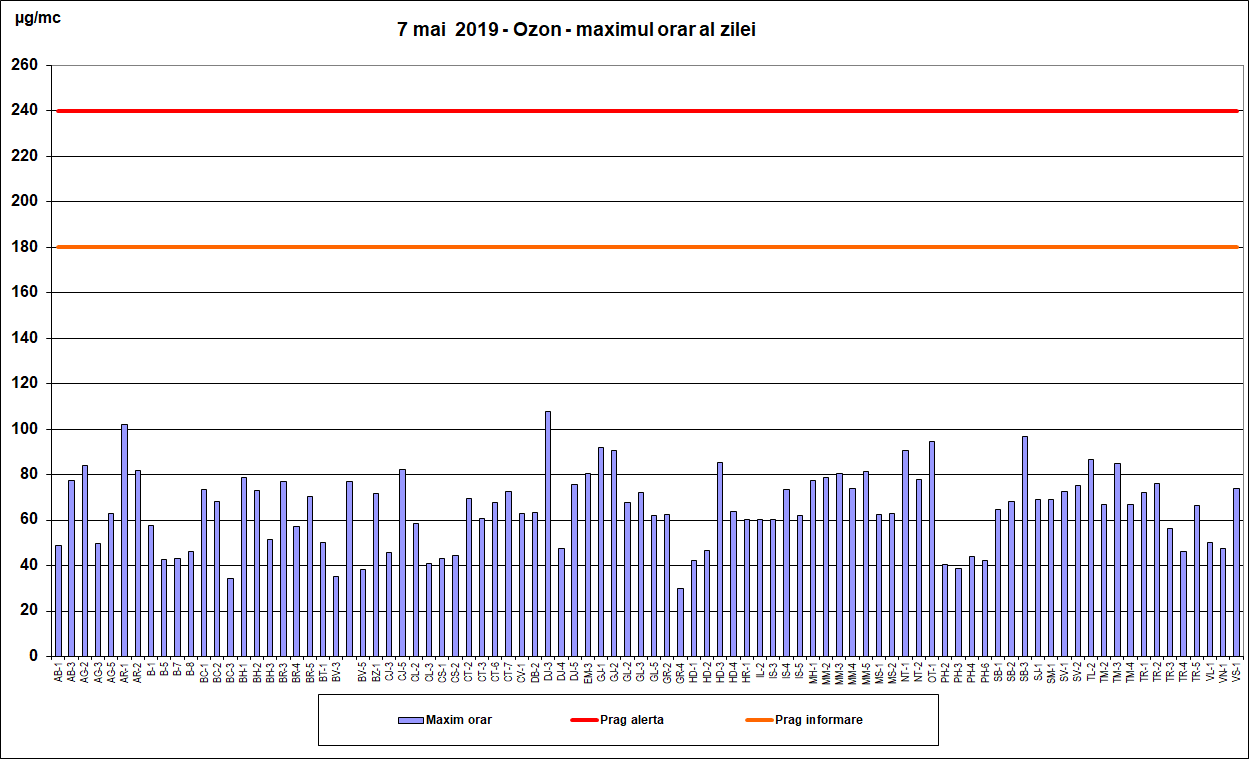 µg/mc
7 mai 2019 - Ozon - maximul orar al zilei
260
240
220
200
180
160
140
120
100
80
60
40
20
0
AB-1
AB-3
AG-2
AG-3
AG-5
AR-1
AR-2
B-1
B-5
B-7
B-8
BC-1
BC-2
BC-3
BH-1
BH-2
BH-3
BR-3
BR-4
BR-5
BT-1
BV-3
BV-5
BZ-1
CJ-3
CJ-5
CL-2
CL-3
CS-1
CS-2
CT-2
CT-3
CT-6
CT-7
CV-1
DB-2
DJ-3
DJ-4
DJ-5
EM-3
GJ-1
GJ-2
GL-2
GL-3
GL-5
GR-2
GR-4
HD-1
HD-2
HD-3
HD-4
HR-1
IL-2
IS-3
IS-4
IS-5
MH-1
MM-2
MM-3
MM-4
MM-5
MS-1
MS-2
NT-1
NT-2
OT-1
PH-2
PH-3
PH-4
PH-6
SB-1
SB-2
SB-3
SJ-1
SM-1
SV-1
SV-2
TL-2
TM-2
TM-3
TM-4
TR-1
TR-2
TR-3
TR-4
TR-5
VL-1
VN-1
VS-1
Maxim orar
Prag alerta
Prag informare